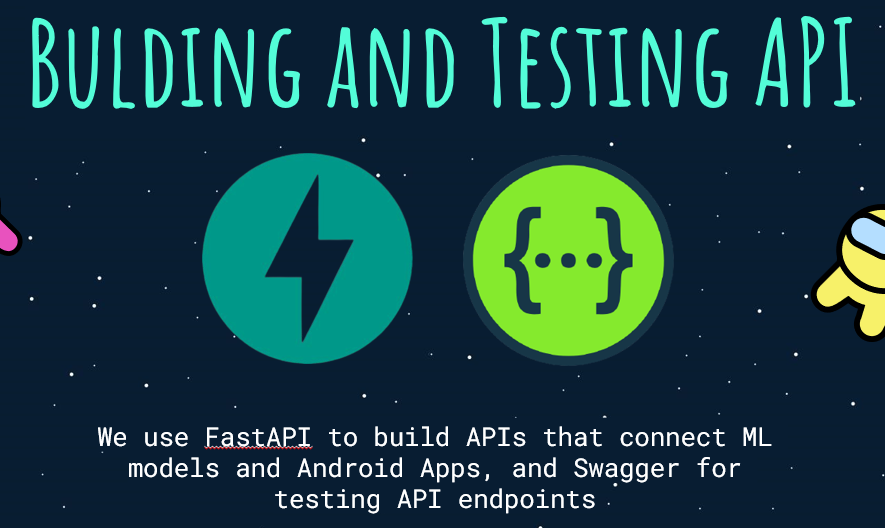 Bulding and Testing API
{...}
We use FastAPI to build APIs that connect ML
models and Android Apps, and Swagger for
testing API endpoints